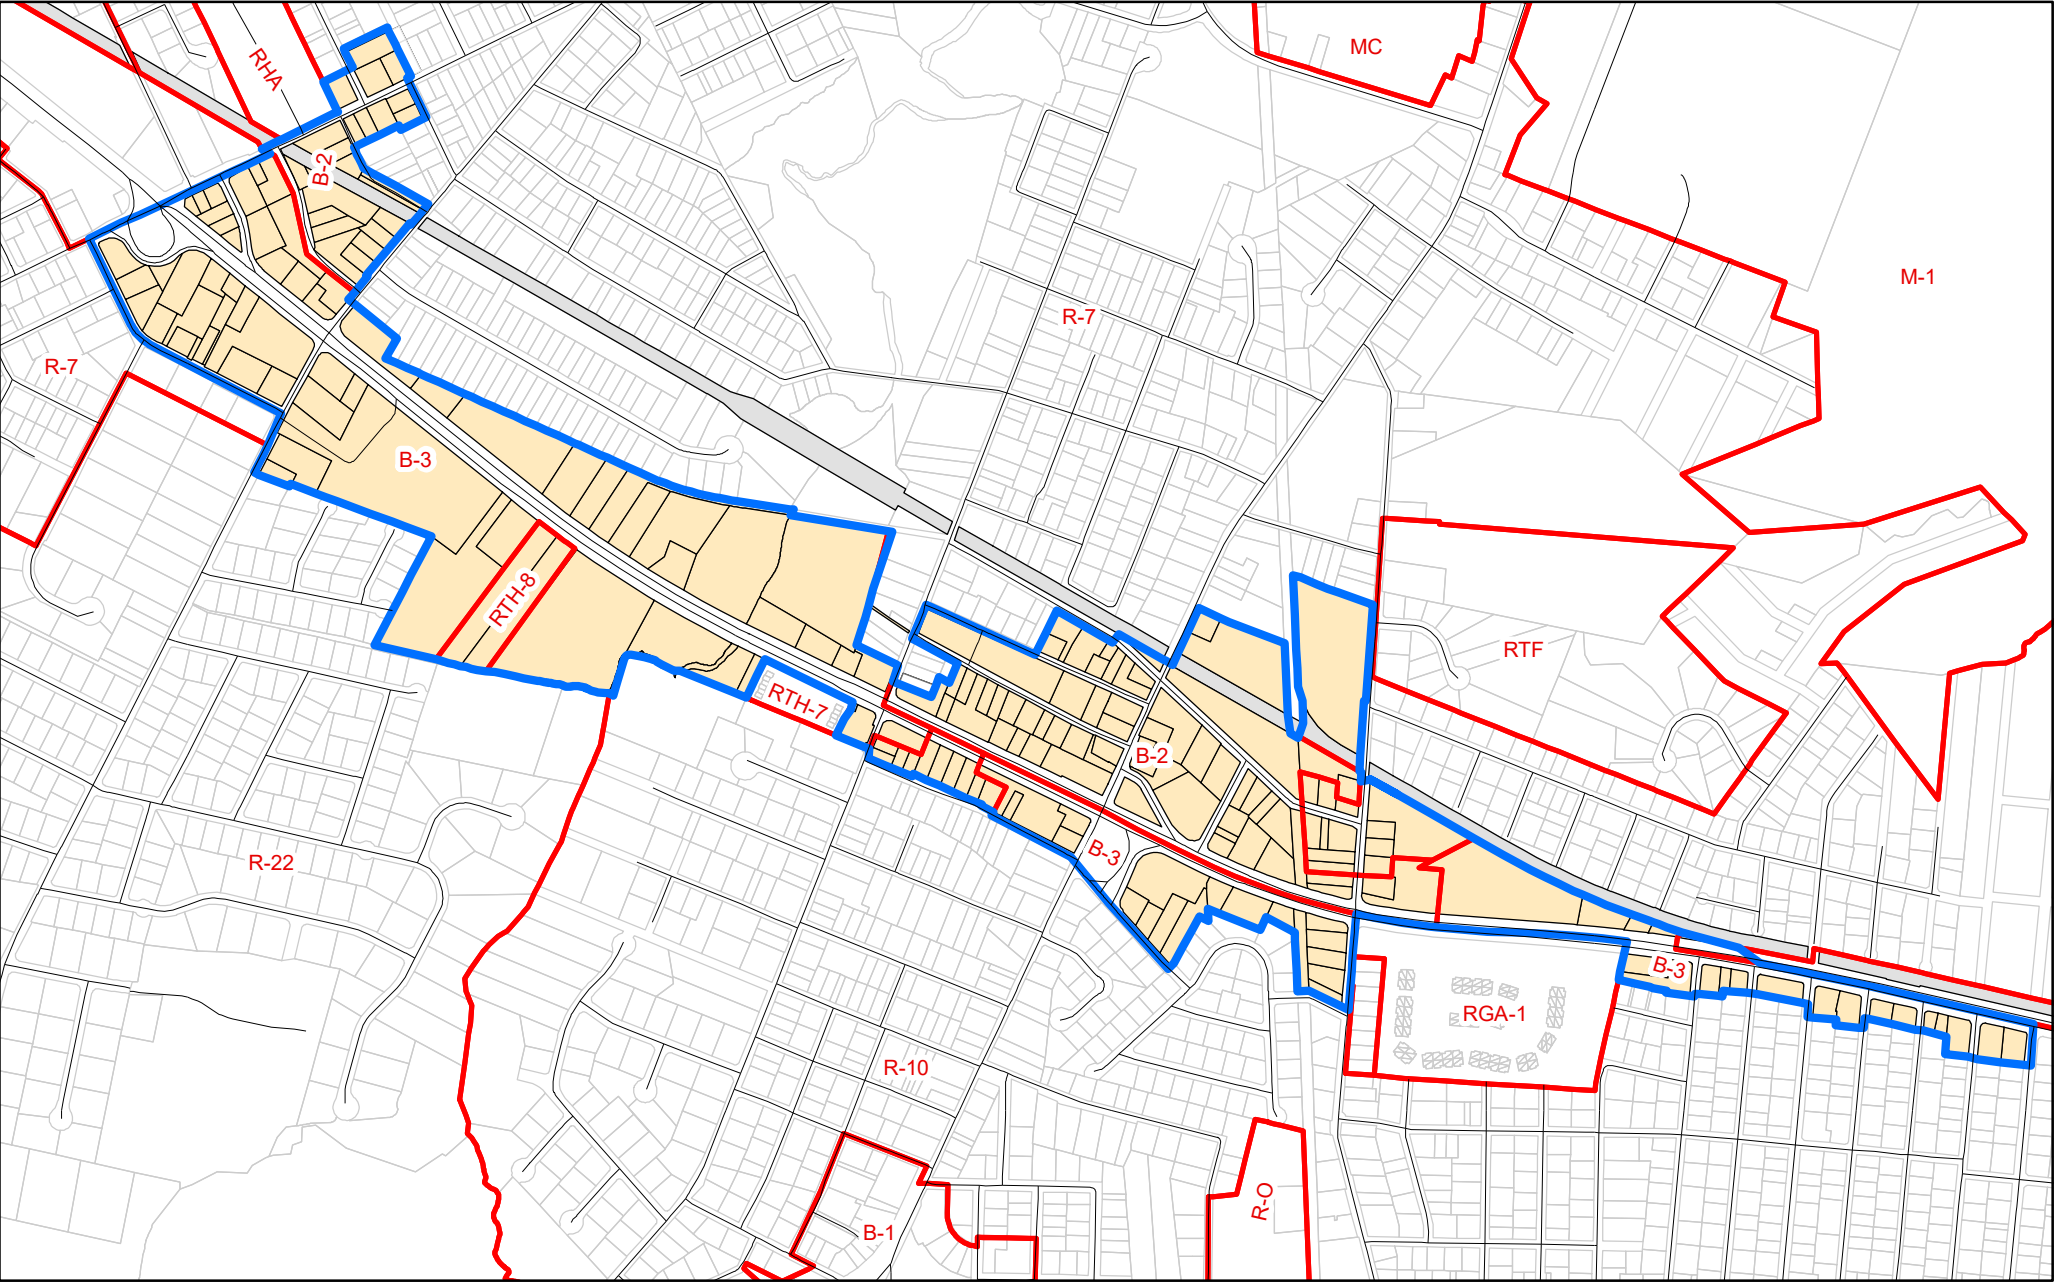 MC
RHA
B-2
M-1
R-7
R-7
B-3
RTH-8
RTF
RTH-7
B-2
B-3
R-22
B-3
RGA-1
R-10
R-O
B-1